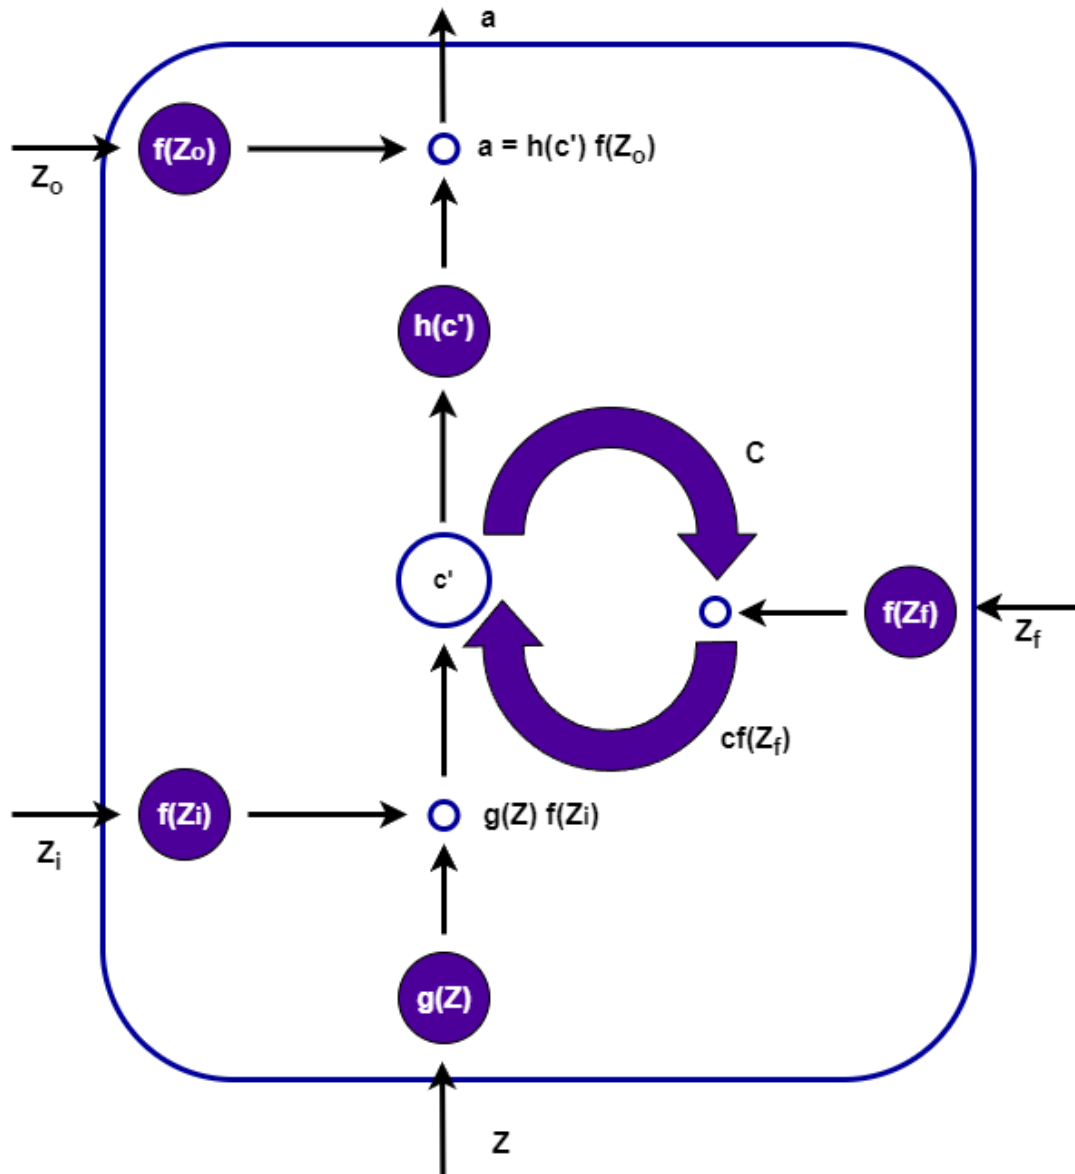 a
f(Zₒ)
a = h(c') f(Zₒ)
Zₒ
h(c')
C
c'
f(Zf)
Zf
cf(Zf)
f(Zi)
g(Z) f(Zi)
Zi
g(Z)
Z